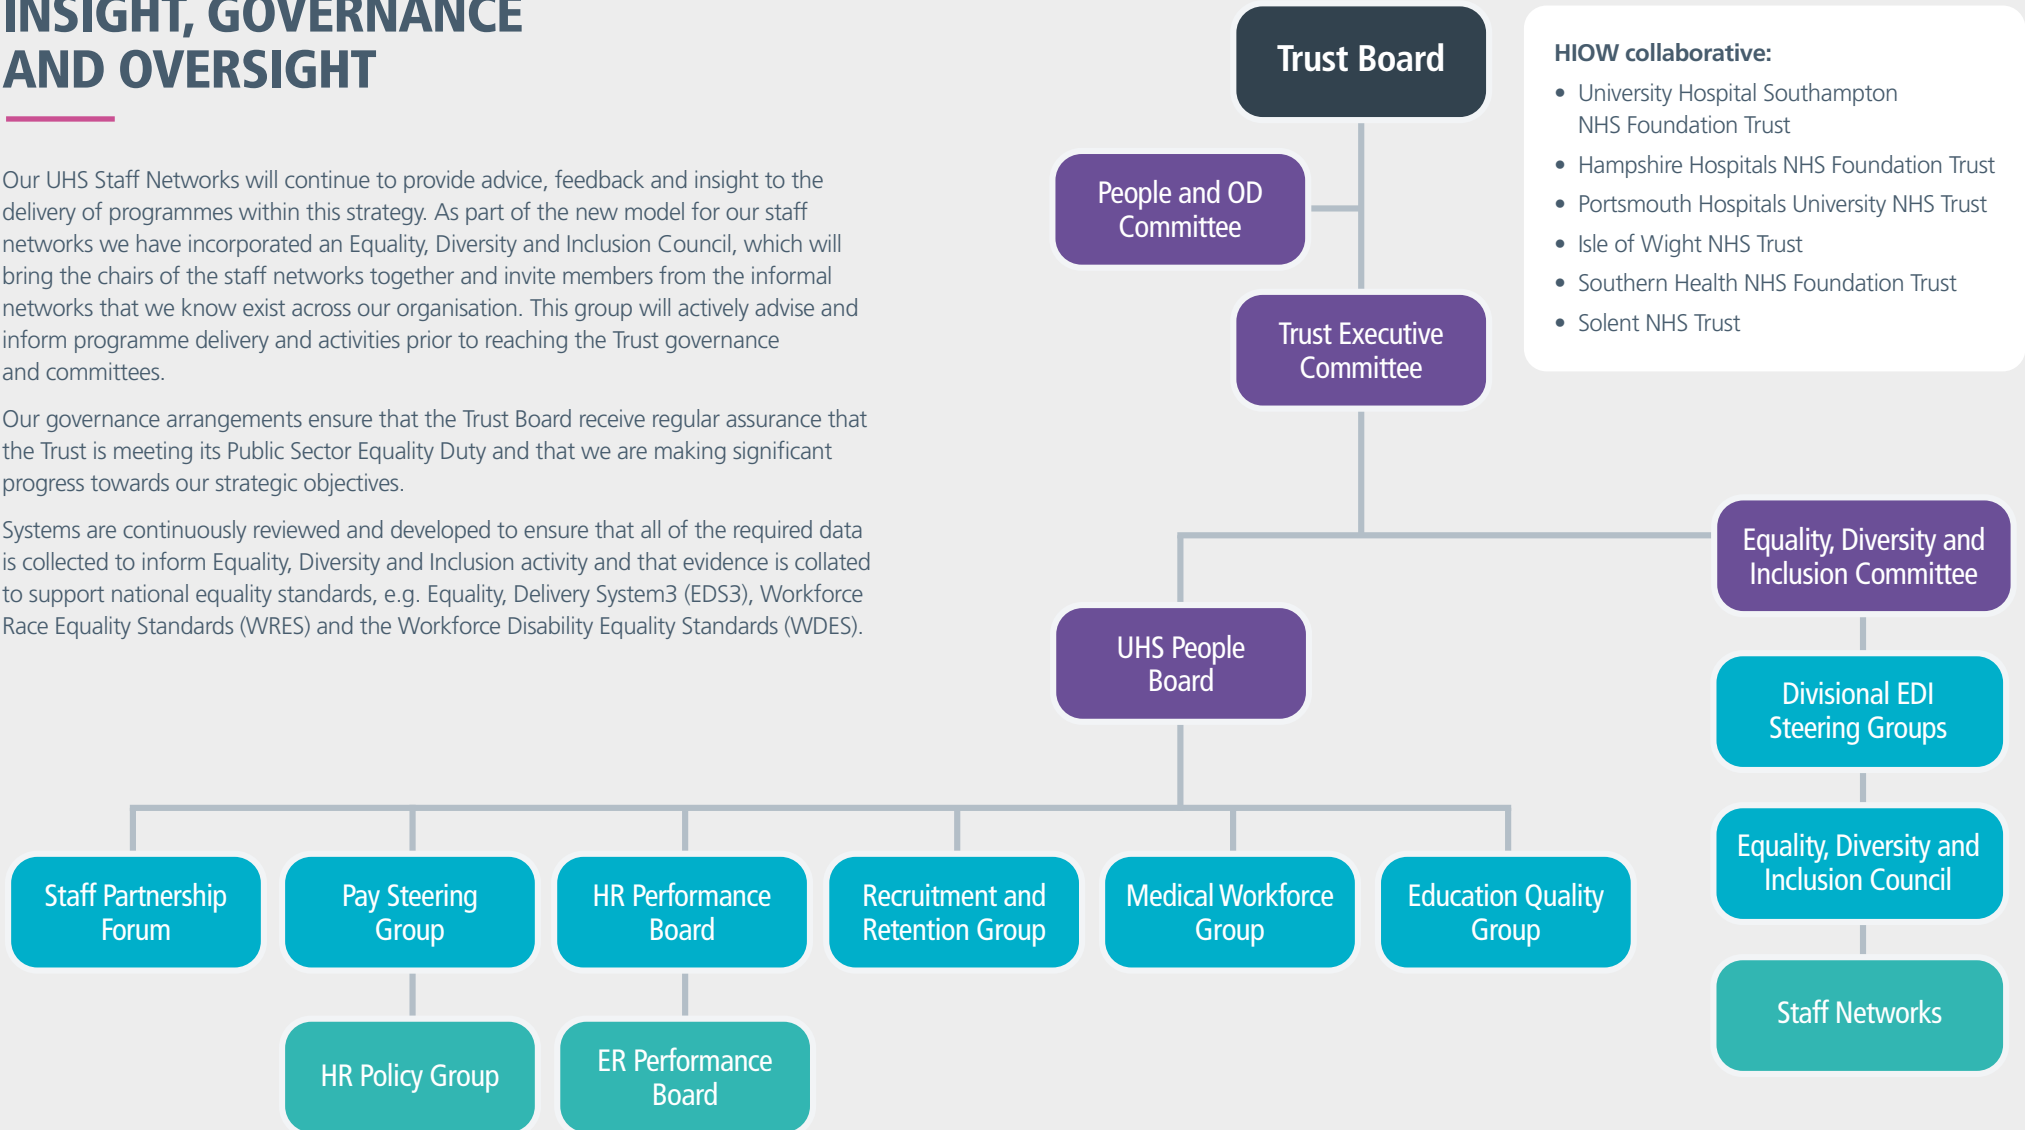 INSIGHT, GOVERNANCE
AND OVERSIGHT
Our UHS Staff Networks will continue to provide advice, feedback and insight to the
delivery of programmes within this strategy. As part of the new model for our staff
networks we have incorporated an Equality, Diversity and Inclusion Council, which will
bring the chairs of the staff networks together and invite members from the informal
networks that we know exist across our organisation. This group will actively advise and
inform programme delivery and activities prior to reaching the Trust governance
and committees.
Our governance arrangements ensure that the Trust Board receive regular assurance that
the Trust is meeting its Public Sector Equality Duty and that we are making significant
progress towards our strategic objectives.
Systems are continuously reviewed and developed to ensure that all of the required data
is collected to inform Equality, Diversity and Inclusion activity and that evidence is collated
to support national equality standards, e.g. Equality, Delivery System3 (EDS3), Workforce
Race Equality Standards (WRES) and the Workforce Disability Equality Standards (WDES).
Trust Board
HIOW collaborative:
• University Hospital Southampton
NHS Foundation Trust
• Hampshire Hospitals NHS Foundation Trust
• Portsmouth Hospitals University NHS Trust
• Isle of Wight NHS Trust
• Southern Health NHS Foundation Trust
• Solent NHS Trust
People and OD
Committee
Trust Executive
Committee
Equality, Diversity and
Inclusion Committee
UHS People
Board
Divisional EDI
Steering Groups
Equality, Diversity and
Inclusion Council
Staff Partnership
Forum
Pay Steering
Group
HR Performance
Board
Recruitment and
Retention Group
Medical Workforce
Group
Education Quality
Group
Staff Networks
HR Policy Group
ER Performance
Board